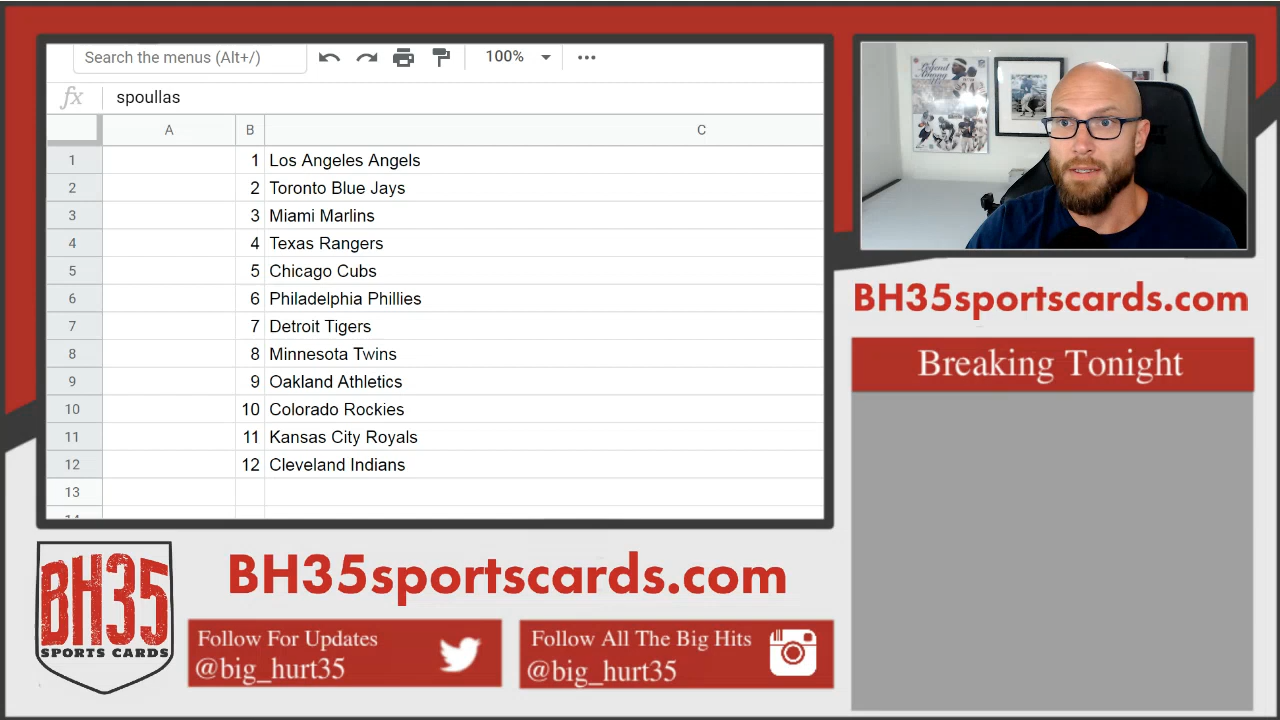 Search the menus (Alt+/)
100%
fx spoullas
A B C
1 1 Los Angeles Angels
2 2 Toronto Blue Jays
3 3 Miami Marlins
4 4 Texas Rangers
5 5 Chicago Cubs
6 6 Philadelphia Phillies
7 7 Detroit Tigers
8 8 Minnesota Twins
9 9 Oakland Athletics
10 10 Colorado Rockies
11 11 Kansas City Royals
12 12 Cleveland Indians
13
Legend
Among
BH35sportscards.com
Breaking Tonight
BH35
SPORTS CARDS
BH35sportscards.com
Follow For Updates
@big_hurt35
Follow All The Big Hits
@big_hurt35